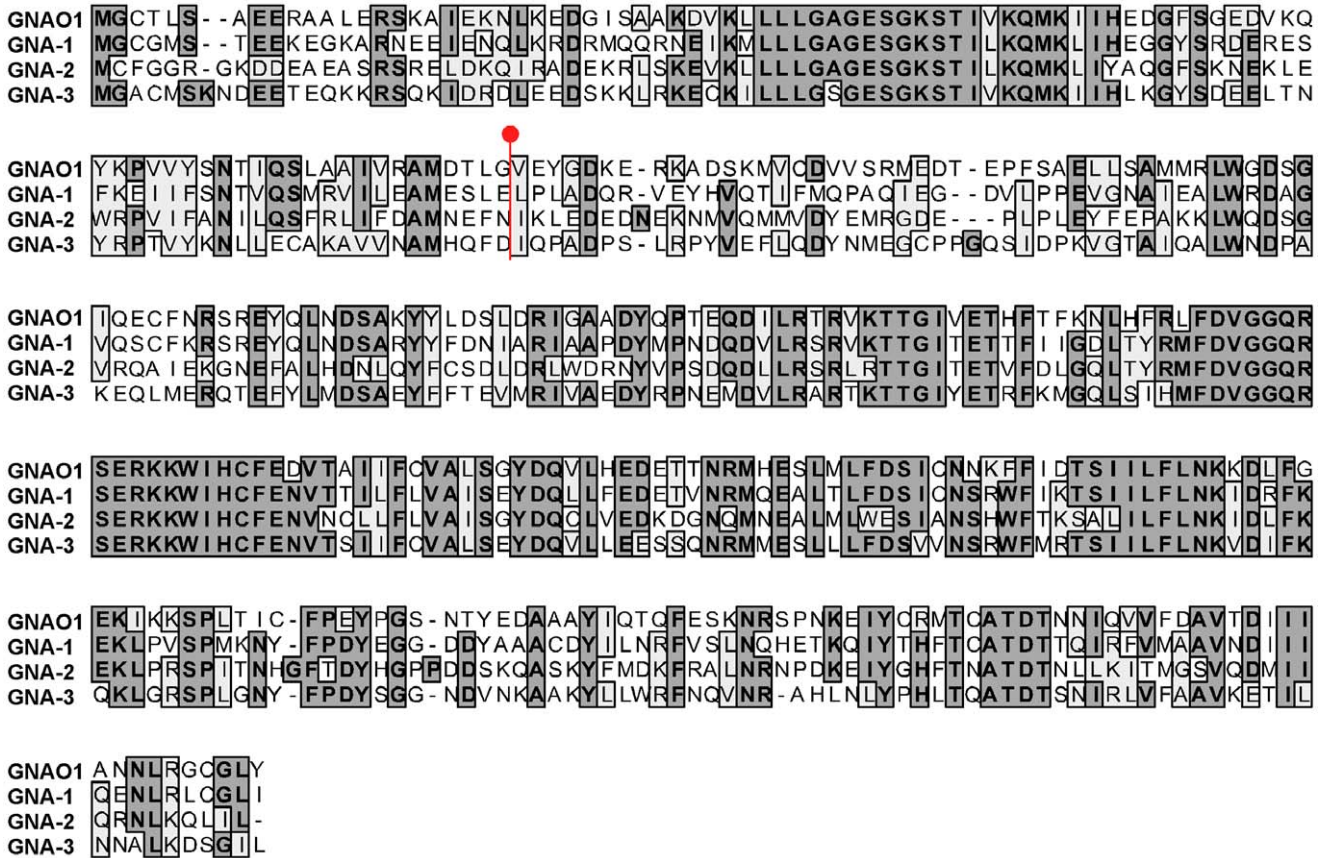 GNAO1 MGCTLS--AEERAALERSKAIEKNLKEDGISAAKDVKLLLLGAGESGKSTIVKQMKIIHEDGFSGEDVKQ
GNA-1 MGCGMS--TEEKEGKARNEEIENQLKRDRMQQRNEIKMLLLGAGESGKSTILKQMKLIHEGGYSRDERES
GNA-2 MCFGGR-GKDDEAEASRSRELDKQIRADEKRLSKEVKLLLLGAGESGKSTILKQMKLIYAQGFSKNEKLE
GNA-3 MGACMSKNDEETEQKKRSQKIDRDLEEDSKKLRKECKILLLGSGESGKSTIVKQMKIIHLKGYSDEELTN
GNAO1 YKPVVYSNTIQSLAAIVRAMDTLGVEYGDKE-RKADSKMVCDVVSRMEDT-EPFSAELLSAMMRLWGDSG
GNA-1 FKEIIFSNTVQSMRVILEAMESLELPLADQR-VEYHVQTIFMQPAQIEG--DVLPPEVGNAIEALWRDAG
GNA-2 WRPVIFANILQSFRLIFDAMNEFNIKLEDEDNEKNMVQMMVDYEMRGDE---PLPLEYFEPAKKLWQDSG
GNA-3 YRPTVYKNLLECAKAVVNAMHQFDIQPADPS-LRPYVEFLQDYNMEGCPPGQSIDPKVGTAIQALWNDPA
GNAO1 IQECFNRSREYQLNDSAKYYLDSLDRIGAADYQPTEQDILRTRVKTTGIVETHFTFKNLHFRLFDVGGQR
GNA-1 VQSCFKRSREYQLNDSARYYFDNIARIAAPDYMPNDQDVLRSRVKTTGITETTFIIGDLTYRMFDVGGQR
GNA-2 VRQAIEKGNEFALHDNLQYFCSDLDRLWDRNYVPSDQDLLRSRLRTTGITETVFDLGQLTYRMFDVGGQR
GNA-3 KEQLMERQTEFYLMDSAEYFFTEVMRIVAEDYRPNEMDVLRARTKTTGIYETRFKMGQLSIHMFDVGGQR
GNAO1 SERKKWIHCFEDVTAIIFCVALSGYDQVLHEDETTNRMHESLMLFDSICNNKFFIDTSIILFLNKKDLFG
GNA-1 SERKKWIHCFENVTTILFLVAISEYDQLLFEDETVNRMQEALTLFDSICNSRWFIKTSIILFLNKIDRFK
GNA-2 SERKKWIHCFENVNCLLFLVAISGYDQCLVEDKDGNQMNEALMLWESIANSHWFTKSALILFLNKIDLFK
GNA-3 SERKKWIHCFENVTSIIFCVALSEYDQVLLEESSQNRMMESLLLFDSVVNSRWFMRTSIILFLNKVDIFK
GNAO1 EKIKKSPLTIC-FPEYPGS-NTYEDAAAYIQTQFESKNRSPNKEIYCRMTCATDTNNIQVVFDAVTDIII
GNA-1 EKLPVSPMKNY-FPDYEGG-DDYAAACDYILNRFVSLNQHETKQIYTHFTCATDTTQIRFVMAAVNDIII
GNA-2 EKLPRSPITNHGFTDYHGPPDDSKQASKYFMDKFRALNRNPDKEIYGHFTNATDTNLLKITMGSVQDMII
GNA-3 QKLGRSPLGNY-FPDYSGG-NDVNKAAKYLLWRFNQVNR-AHLNLYPHLTQATDTSNIRLVFAAVKETIL
GNAO1 ANNLRGCGLY
GNA-1 QENLRLCGLI
GNA-2 QRNLKQLIL-
GNA-3 NNALKDSGIL